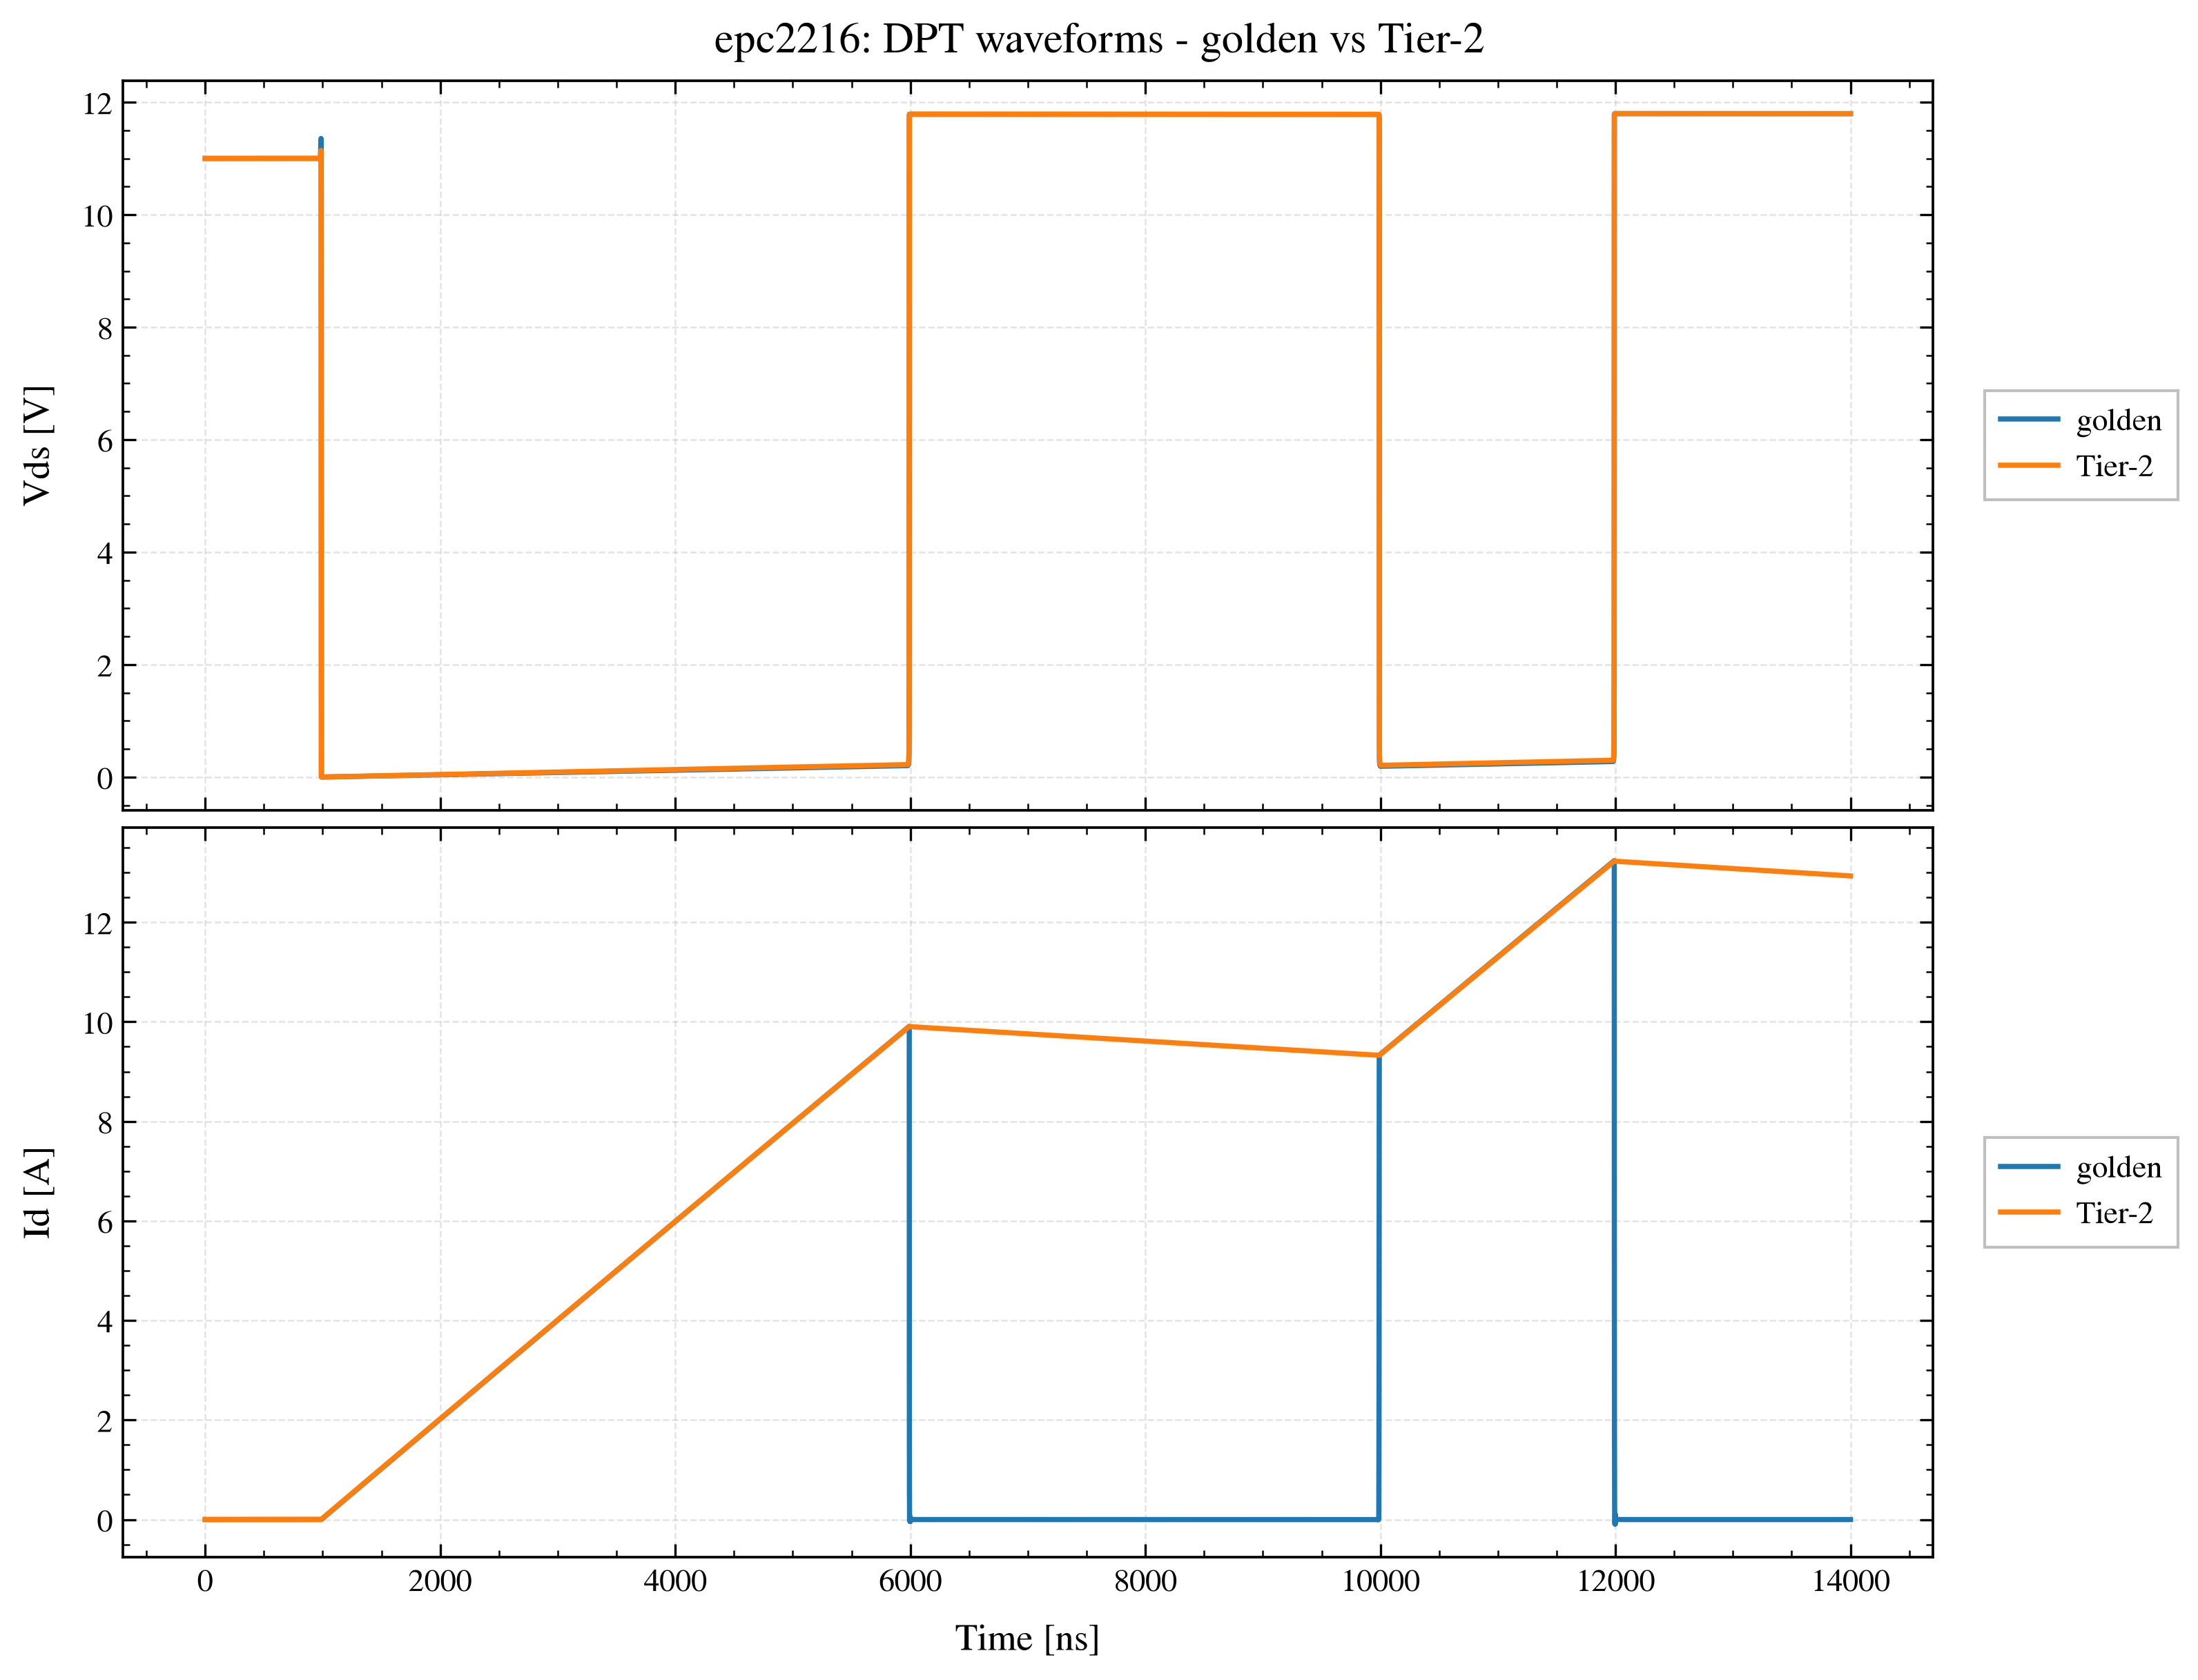 epc2216: DPT waveforms - golden vs Tier-2
12
10
8
6
4
2
0
Vds [V]
golden
Tier-2
12
10
8
6
4
2
0
Id [A]
golden
Tier-2
0 2000 4000 6000 8000 10000 12000 14000
Time [ns]